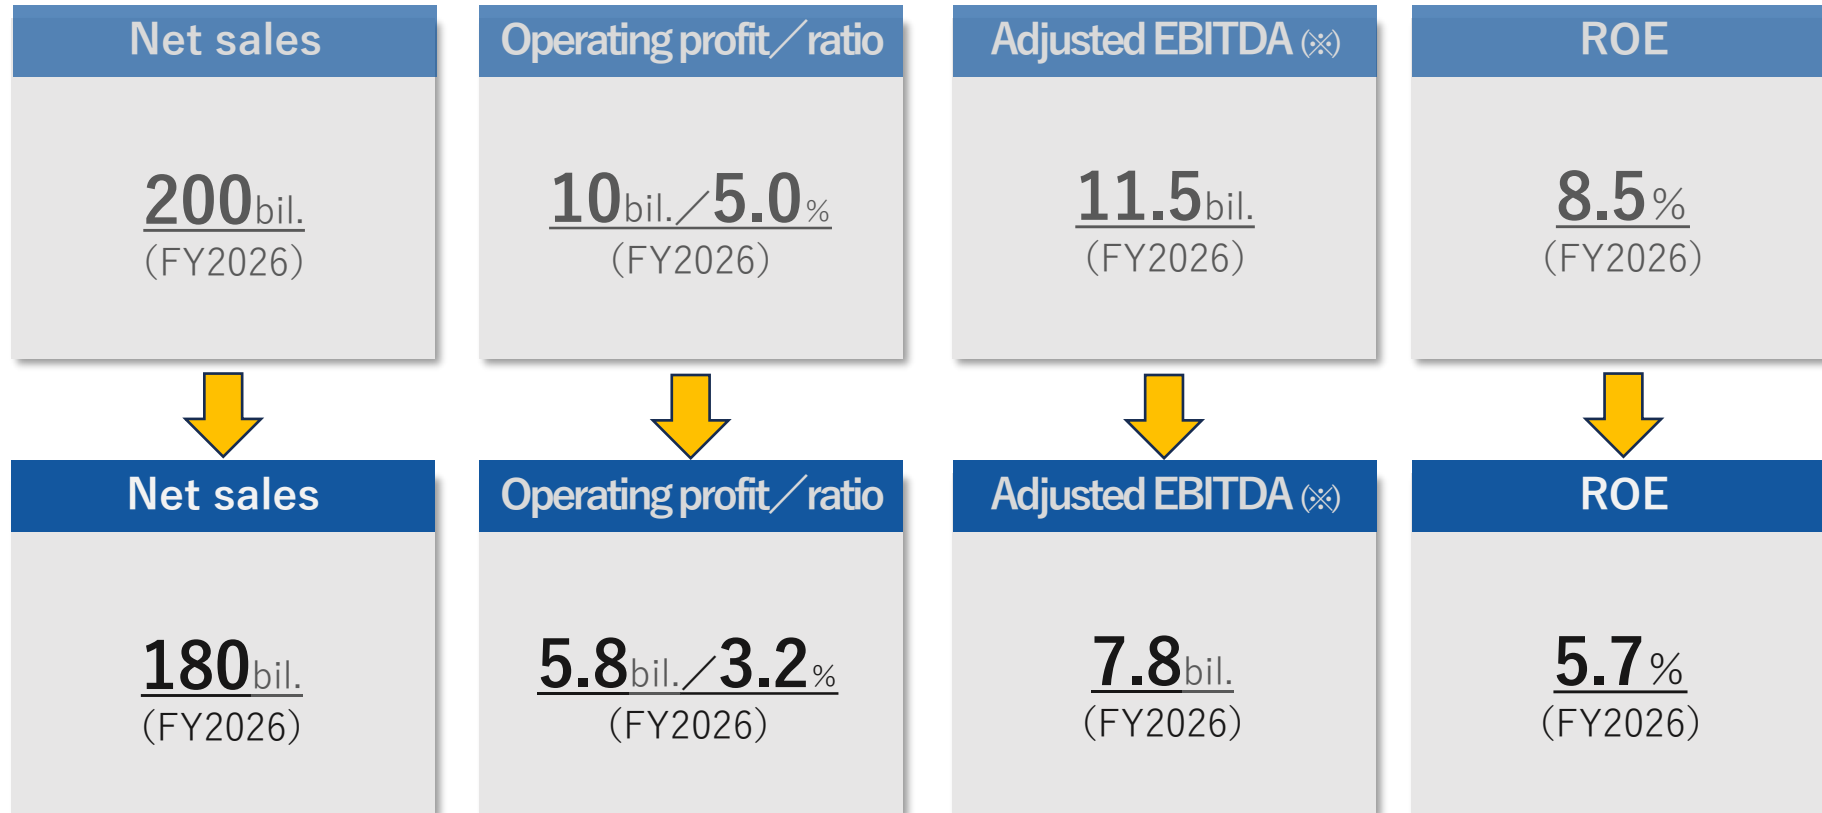 Net sales
200bil.
(FY2026)
Operating profit／ratio
10bil.／5.0%
(FY2026)
Adjusted EBITDA (※)
11.5bil.
(FY2026)
ROE
8.5%
(FY2026)
Net sales
180bil.
(FY2026)
Operating profit／ratio
5.8bil.／3.2%
(FY2026)
Adjusted EBITDA (※)
7.8bil.
(FY2026)
ROE
5.7%
(FY2026)